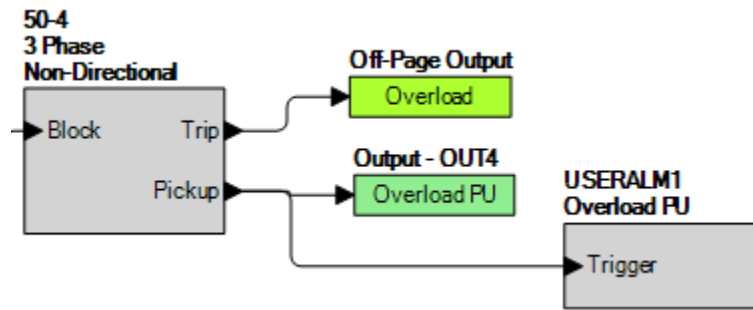 50-4
3 Phase
Non-Directional
Block
Trip
Pickup
Off-Page Output
Overload
Output - OUT4
Overload PU
USERALM1
Overload PU
Trigger